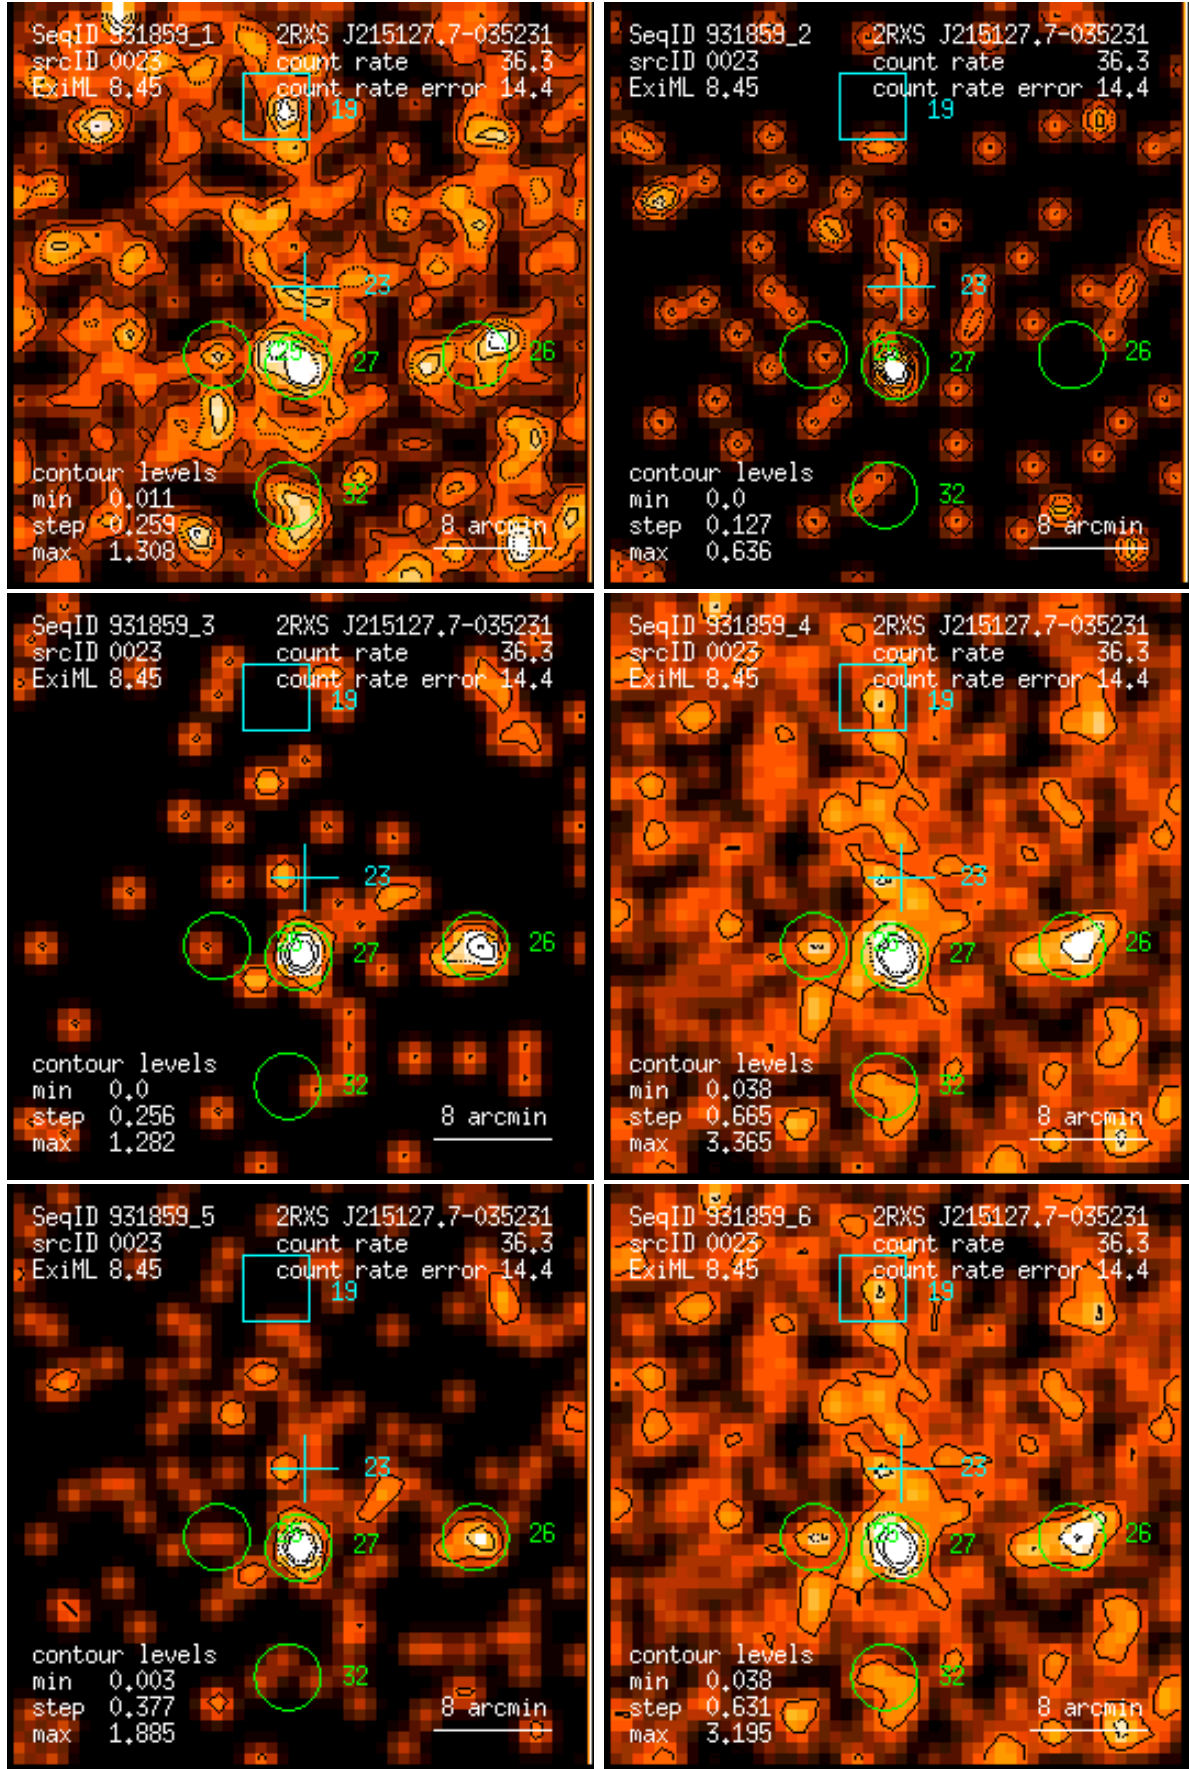 SeqID 931859_1 2RXS J215127.7-035231
srcID 0023 count rate 36.3
ExiML 8.45 count rate error 14.4
19
23
25 27 26
32
contour levels
min 0.011
step 0.259 8 arcmin
max 1.308
SeqID 931859_2 2RXS J215127.7-035231
srcID 0023 count rate 36.3
ExiML 8.45 count rate error 14.4
19
23
25 27 26
32
contour levels
min 0.0
step 0.127 8 arcmin
max 0.636
SeqID 931859_3 2RXS J215127.7-035231
srcID 0023 count rate 36.3
ExiML 8.45 count rate error 14.4
19
23
25 27 26
32
contour levels
min 0.0
step 0.256 8 arcmin
max 1.282
SeqID 931859_4 2RXS J215127.7-035231
srcID 0023 count rate 36.3
ExiML 8.45 count rate error 14.4
19
23
25 27 26
32
contour levels
min 0.038
step 0.665 8 arcmin
max 3.365
SeqID 931859_5 2RXS J215127.7-035231
srcID 0023 count rate 36.3
ExiML 8.45 count rate error 14.4
19
23
25 27 26
32
contour levels
min 0.003
step 0.377 8 arcmin
max 1.885
SeqID 931859_6 2RXS J215127.7-035231
srcID 0023 count rate 36.3
ExiML 8.45 count rate error 14.4
19
23
25 27 26
32
contour levels
min 0.038
step 0.631 8 arcmin
max 3.195